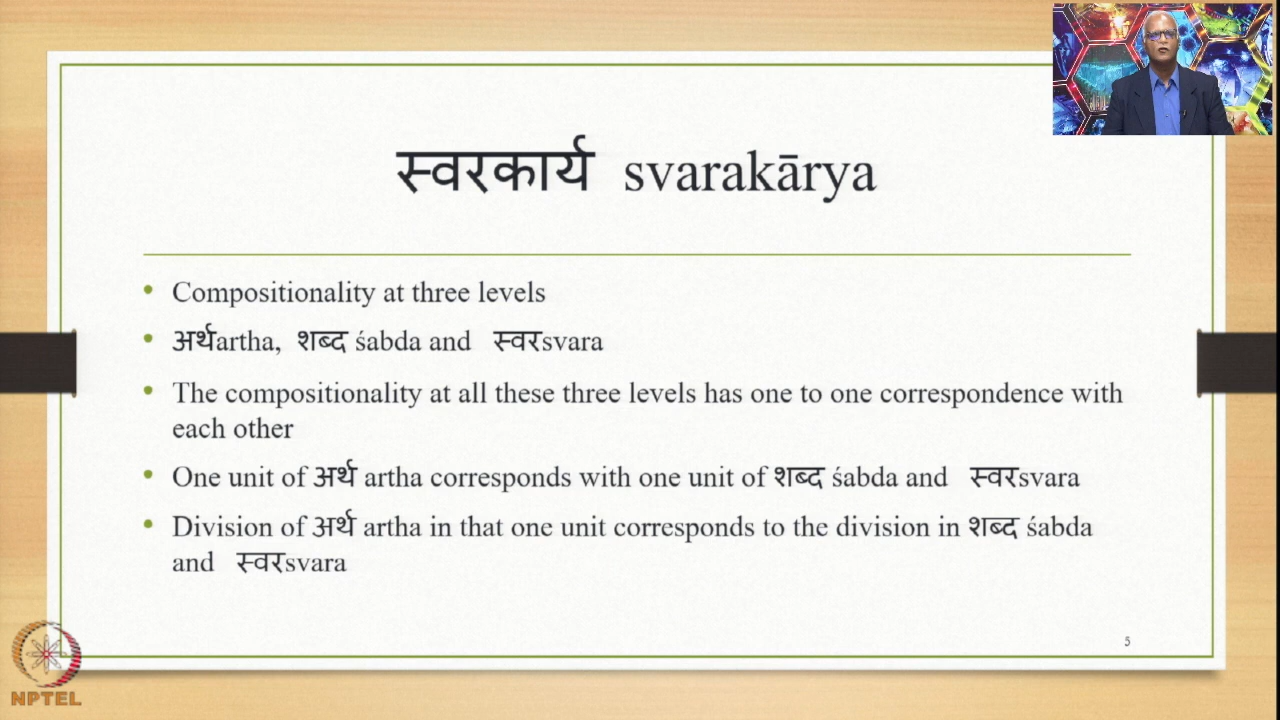 स्वरकार्य svarakārya
• Compositionality at three levels
• अर्थartha, शब्द śabda and स्वरsvara
• The compositionality at all these three levels has one to one correspondence with
each other
• One unit of अर्थ artha corresponds with one unit of शब्द śabda and स्वरsvara
• Division of अर्थ artha in that one unit corresponds to the division in शब्द śabda
and स्वरsvara
5
NPTEL